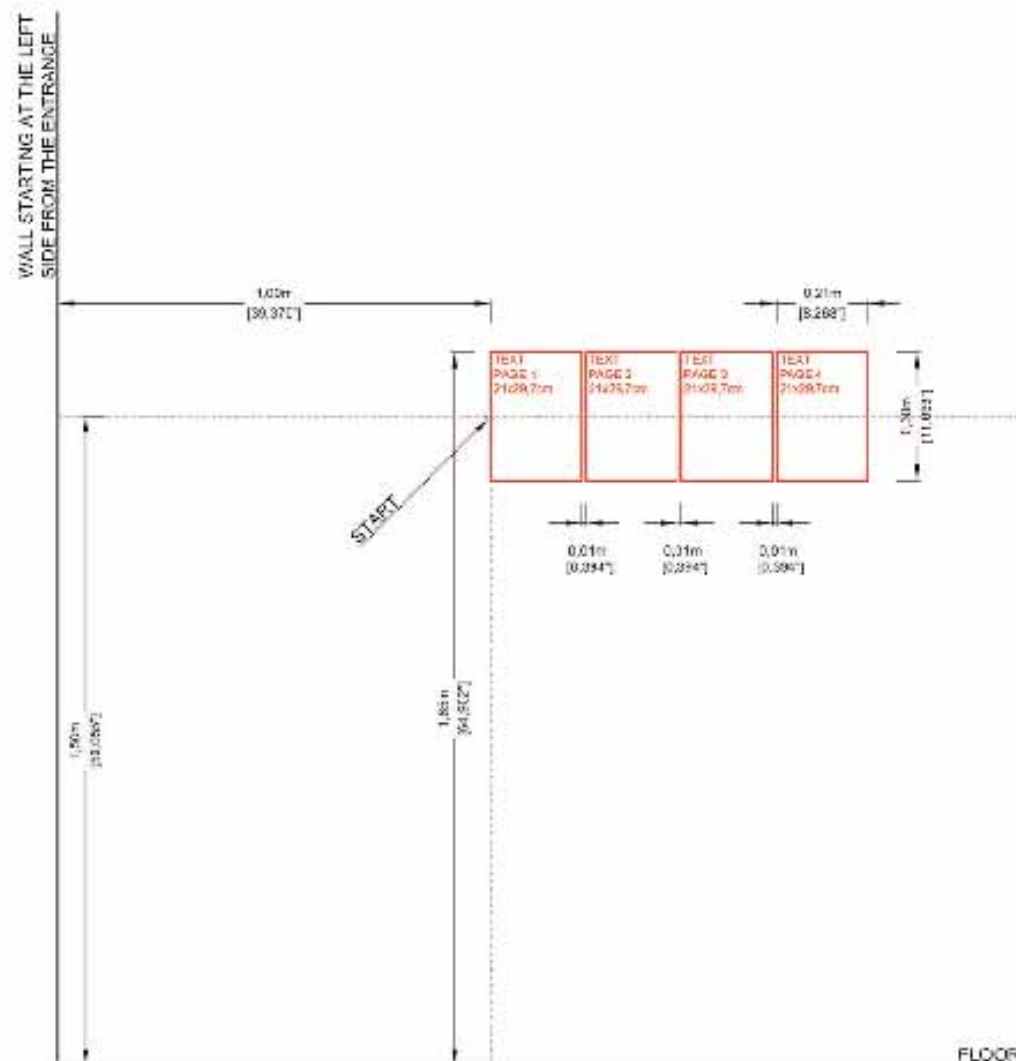 WALL STARTING AT THE LEFT
SIDE FROM THE ENTRANCE
1,00m
[39,370"]
0,21m
[8,268"]
TEXT
PAGE 1
21x29,7cm
TEXT
PAGE 2
21x29,7cm
TEXT
PAGE 3
21x29,7cm
TEXT
PAGE 4
21x29,7cm
0,30m
START
0,01m
[0,394"]
0,01m
[0,394"]
0,01m
[0,394"]
1,50m
FLOOR